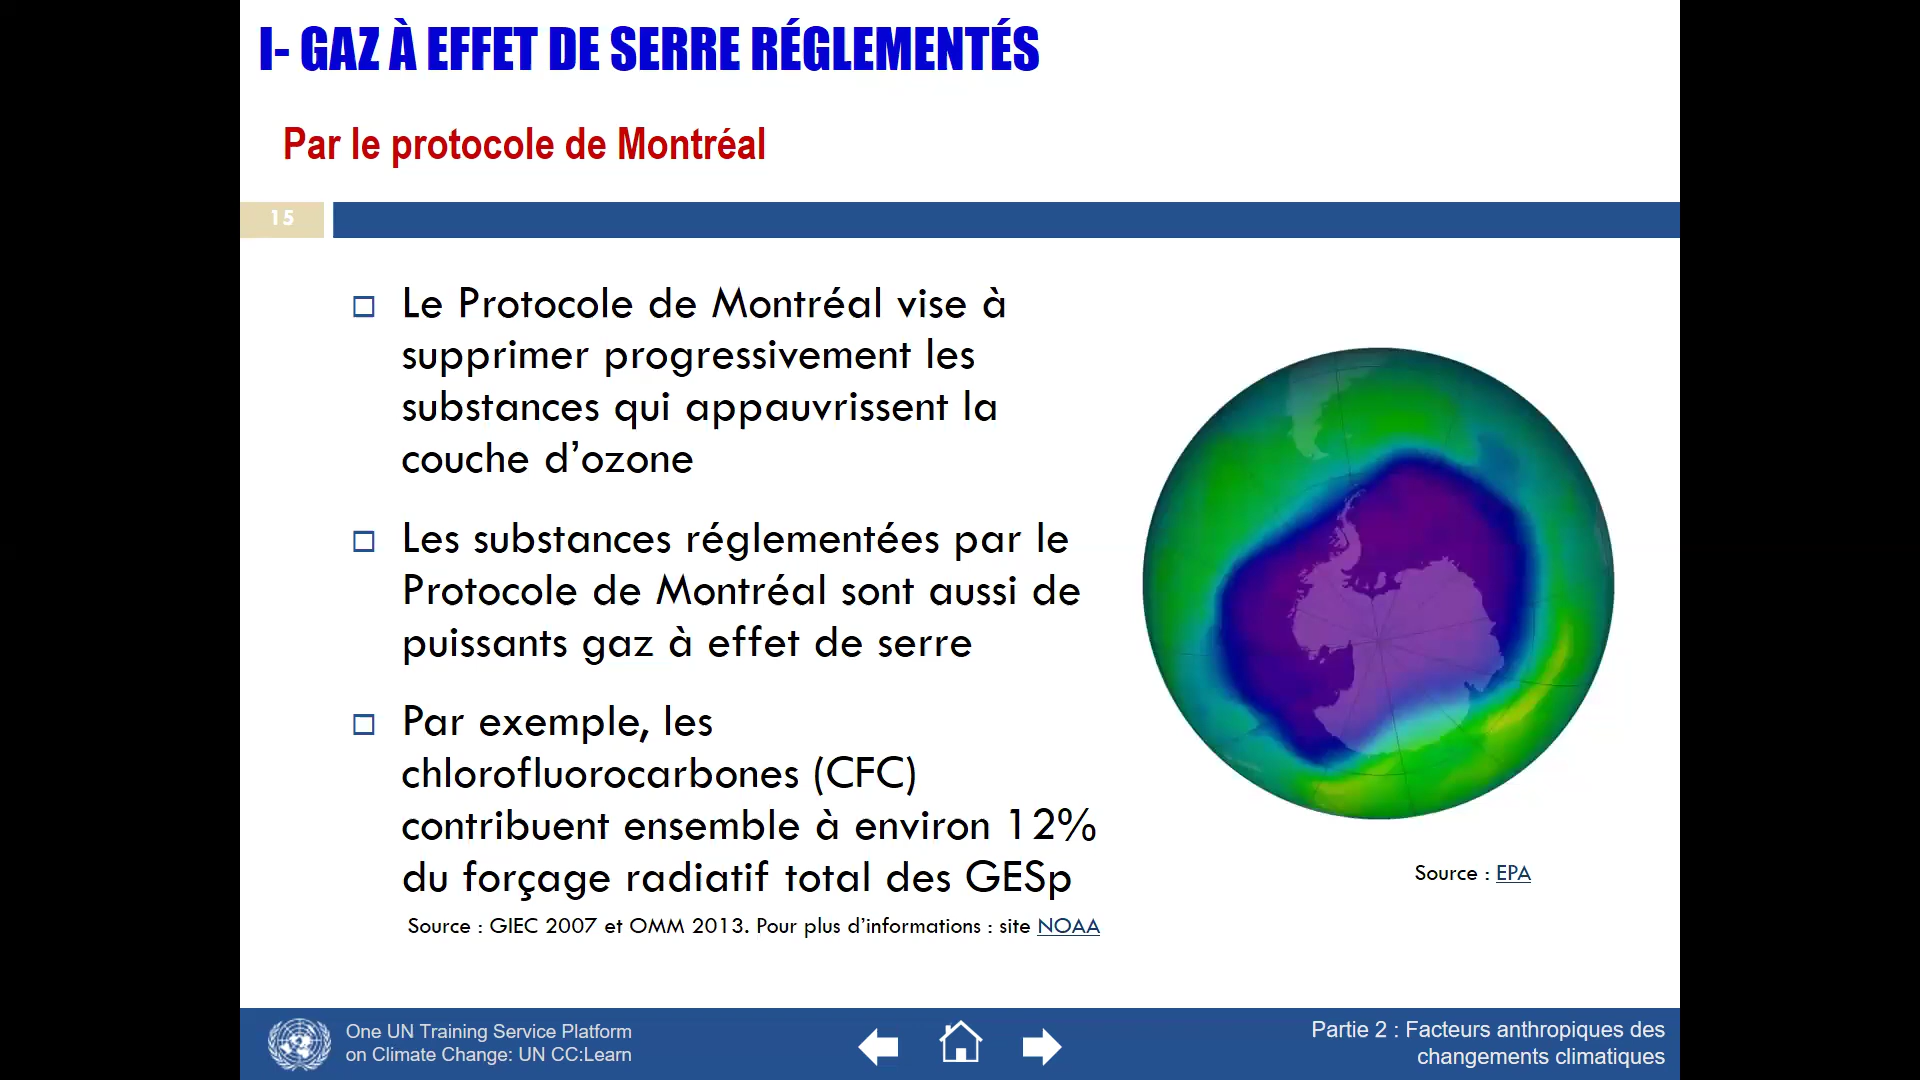 I- GAZ À EFFET DE SERRE RÉGLEMENTÉS
Par le protocole de Montréal
15
Le Protocole de Montréal vise à
supprimer progressivement les
substances qui appauvrissent la
couche d’ozone
Les substances réglementées par le
Protocole de Montréal sont aussi de
puissants gaz à effet de serre
Par exemple, les
chlorofluorocarbones (CFC)
contribuent ensemble à environ 12%
du forçage radiatif total des GESp
Source : GIEC 2007 et OMM 2013. Pour plus d’informations : site NOAA
Source : EPA
One UN Training Service Platform
on Climate Change: UN CC:Learn
Partie 2 : Facteurs anthropiques des
changements climatiques